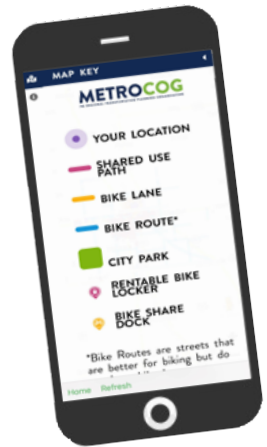 MAP KEY
METROCOG
YOUR LOCATION
SHARED USE
PATH
BIKE LANE
BIKE ROUTE*
CITY PARK
RENTABLE BIKE
LOCKER
BIKE SHARE
DOCK
*Bike Routes are streets that
are better for biking but do
Home Refresh